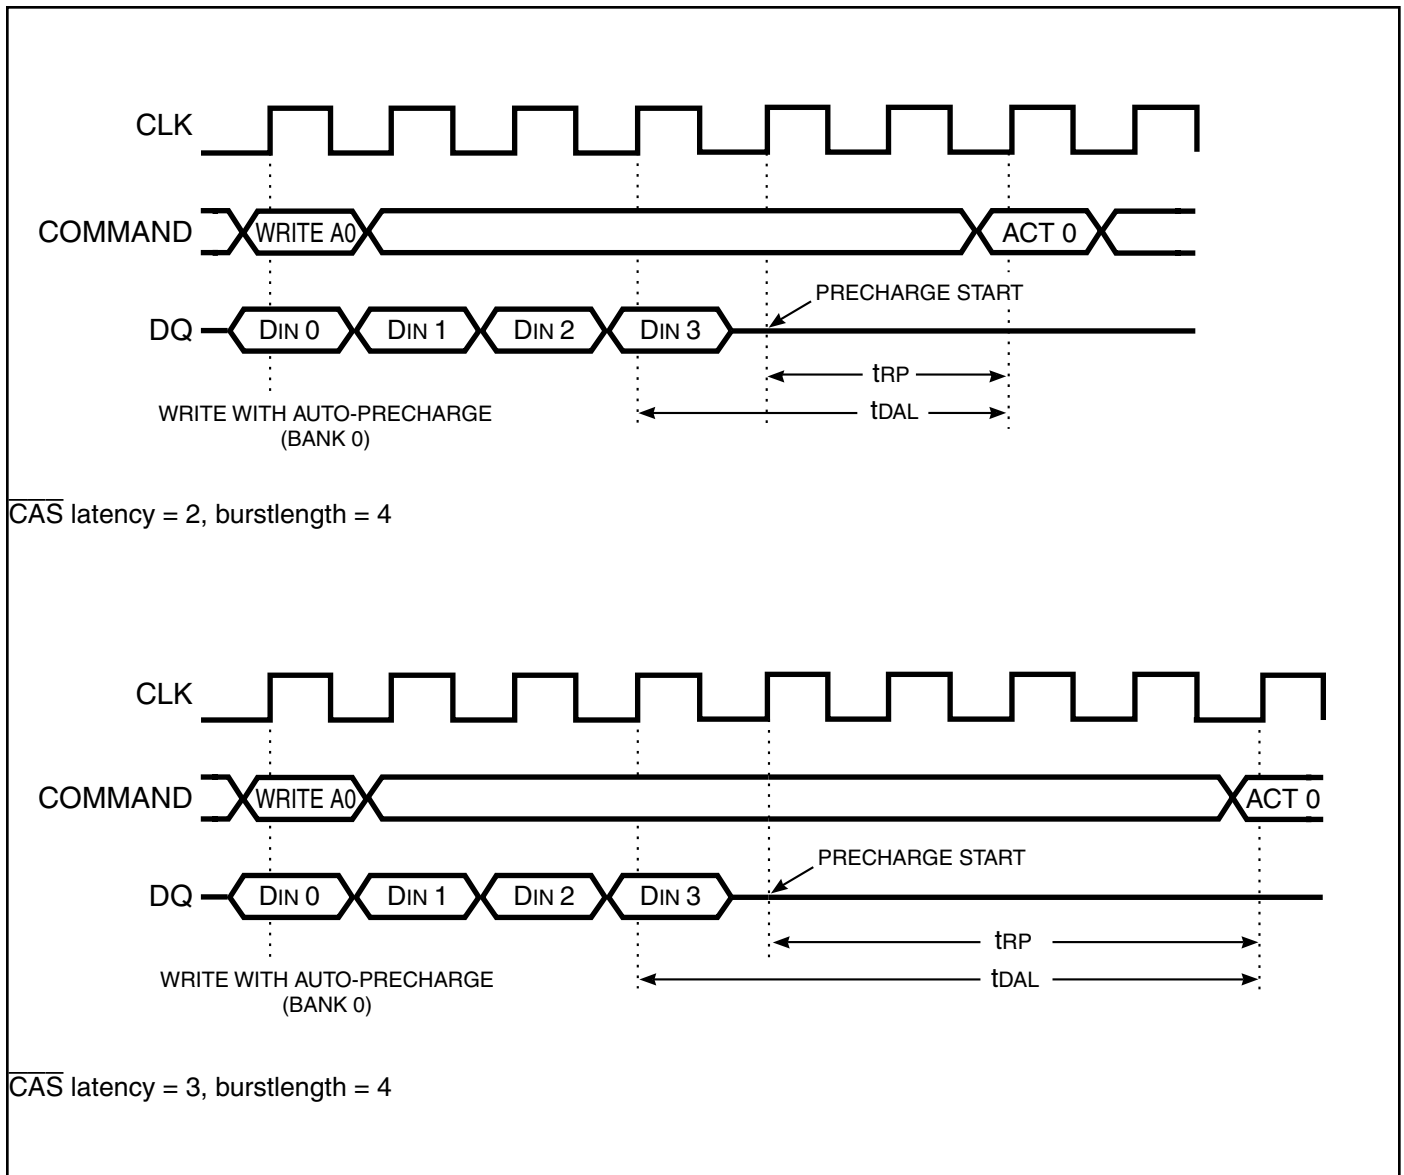 CLK
COMMAND WRITE A0 ACT 0
PRECHARGE START
DQ DIN 0 DIN 1 DIN 2 DIN 3
tRP
tDAL
WRITE WITH AUTO-PRECHARGE
(BANK 0)
CAS latency = 2, burstlength = 4
CLK
COMMAND WRITE A0 ACT 0
PRECHARGE START
DQ DIN 0 DIN 1 DIN 2 DIN 3
tRP
tDAL
WRITE WITH AUTO-PRECHARGE
(BANK 0)
CAS latency = 3, burstlength = 4